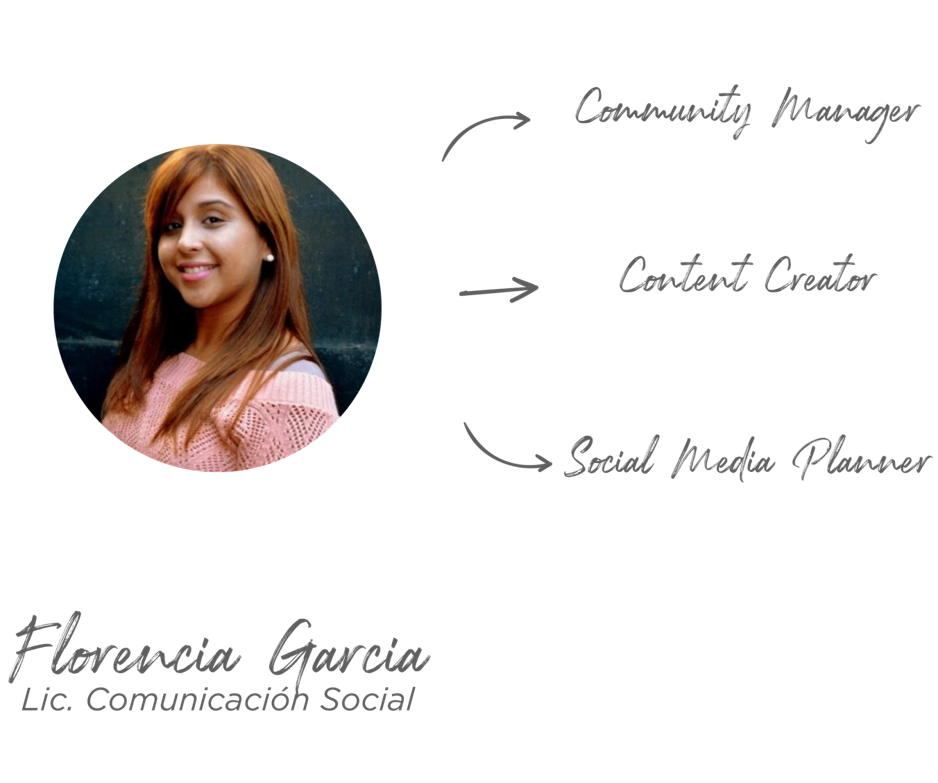 Community Manager
Content Creator
Social Media Planner
Florencia Garcia
Lic. Comunicación Social